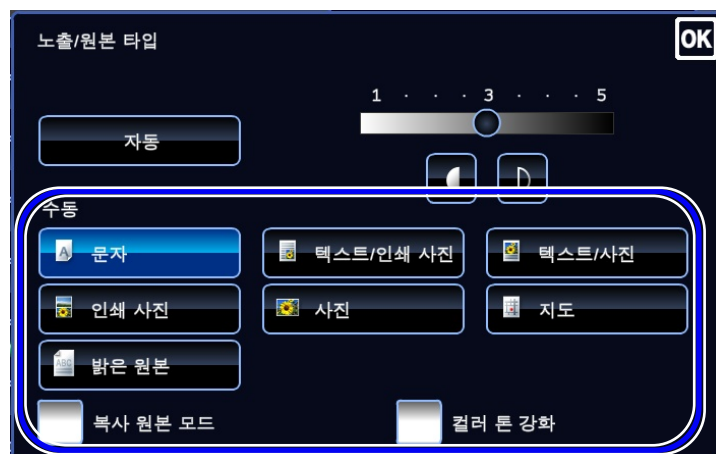 노출/원본 타입
OK
1 · · · 3 · · · 5
자동
수동
문자
텍스트/인쇄 사진
텍스트/사진
인쇄 사진
사진
지도
밝은 원본
복사 원본 모드
컬러 톤 강화